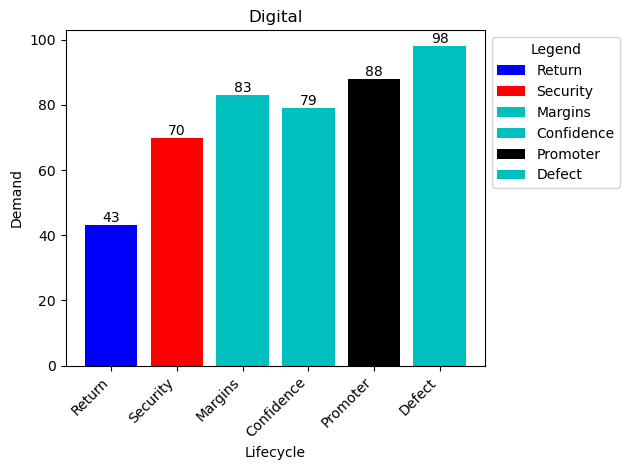 Digital
100
80
60
40
20
0
Demand
43
70
83
79
88
98
Return
Security
Margins
Confidence
Promoter
Defect
Lifecycle
Legend
Return
Security
Margins
Confidence
Promoter
Defect